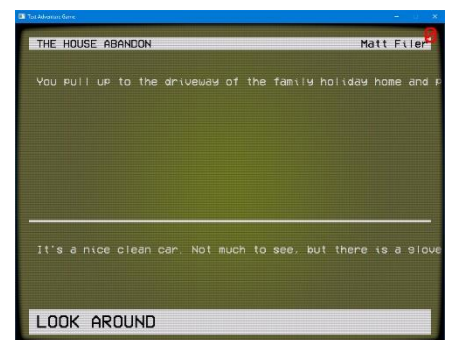 Text Adventure Game
THE HOUSE ABANDON Matt Filer
You pull up to the driveway of the family holiday home and
It's a nice clean car. Not much to see, but there is a glove
LOOK AROUND